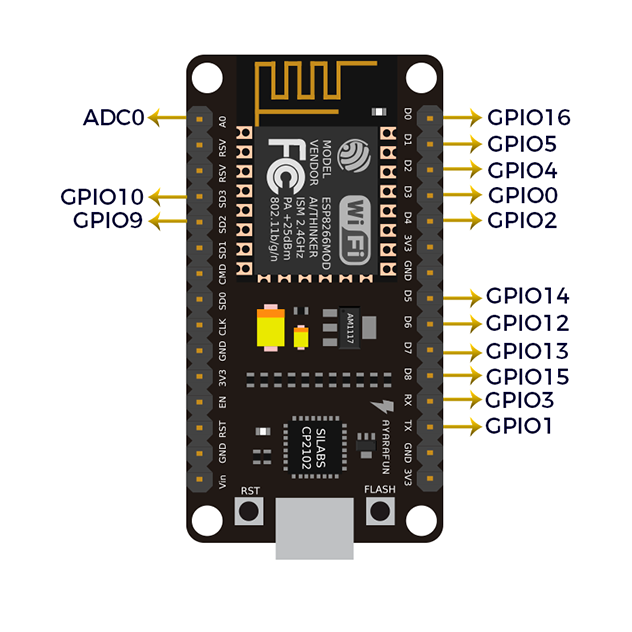 ADC0
GPIO10
GPIO9
A0
RSV
RSV
SD3
SD2
SD1
CMD
SD0
CLK
GND
3V3
EN
RST
GND
Vin
FC
MODEL
VENDOR
ESP8266MOD
AI/THINKER
ISM 2.4GHz
PA +25dBm
802.11b/g/n
WiFi
AM1117
SILABS
CP2102
AYARAFUN
RST
FLASH
D0
D1
D2
D3
D4
3V3
GND
D5
D6
D7
D8
RX
TX
GND
3V3
GPIO16
GPIO5
GPIO4
GPIO0
GPIO2
GPIO14
GPIO12
GPIO13
GPIO15
GPIO3
GPIO1